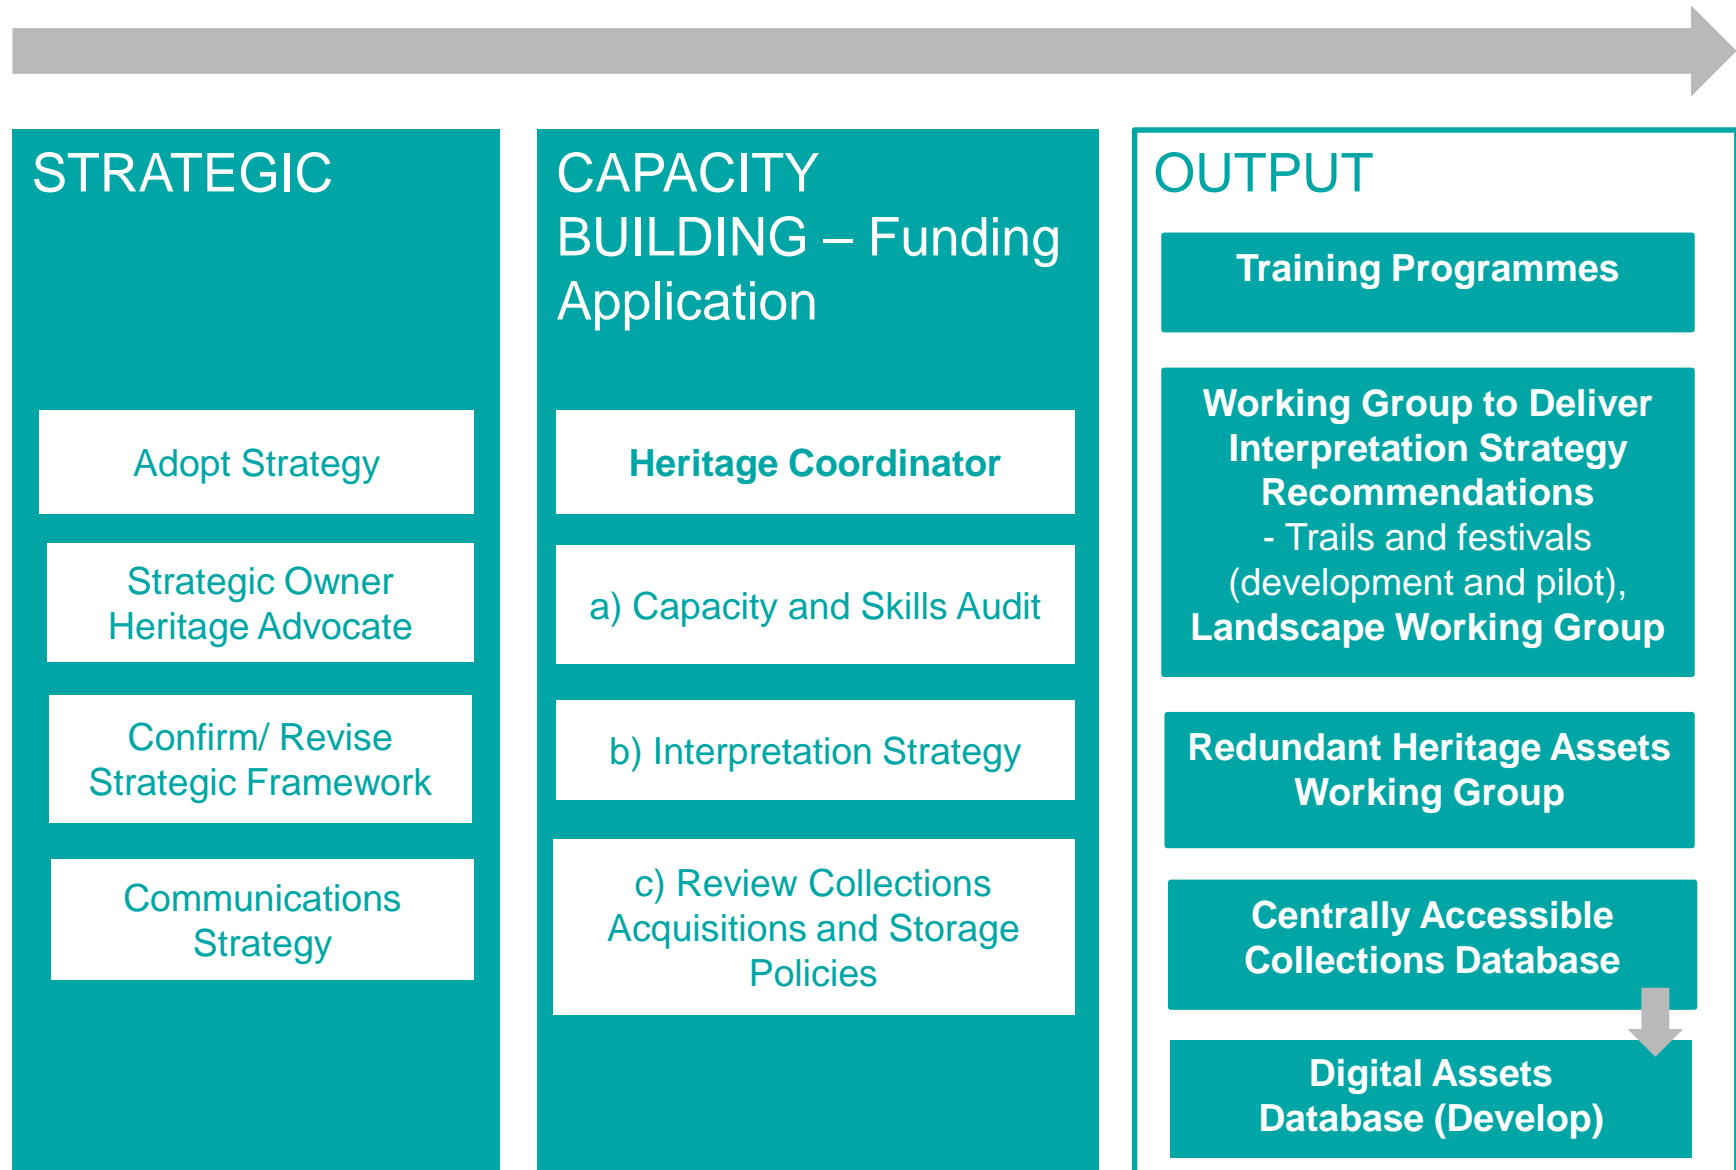 STRATEGIC
Adopt Strategy
Strategic Owner
Heritage Advocate
Confirm/ Revise
Strategic Framework
Communications
Strategy
CAPACITY
BUILDING – Funding
Application
Heritage Coordinator
a) Capacity and Skills Audit
b) Interpretation Strategy
c) Review Collections
Acquisitions and Storage
Policies
OUTPUT
Training Programmes
Working Group to Deliver
Interpretation Strategy
Recommendations
- Trails and festivals
(development and pilot),
Landscape Working Group
Redundant Heritage Assets
Working Group
Centrally Accessible
Collections Database
Digital Assets
Database (Develop)